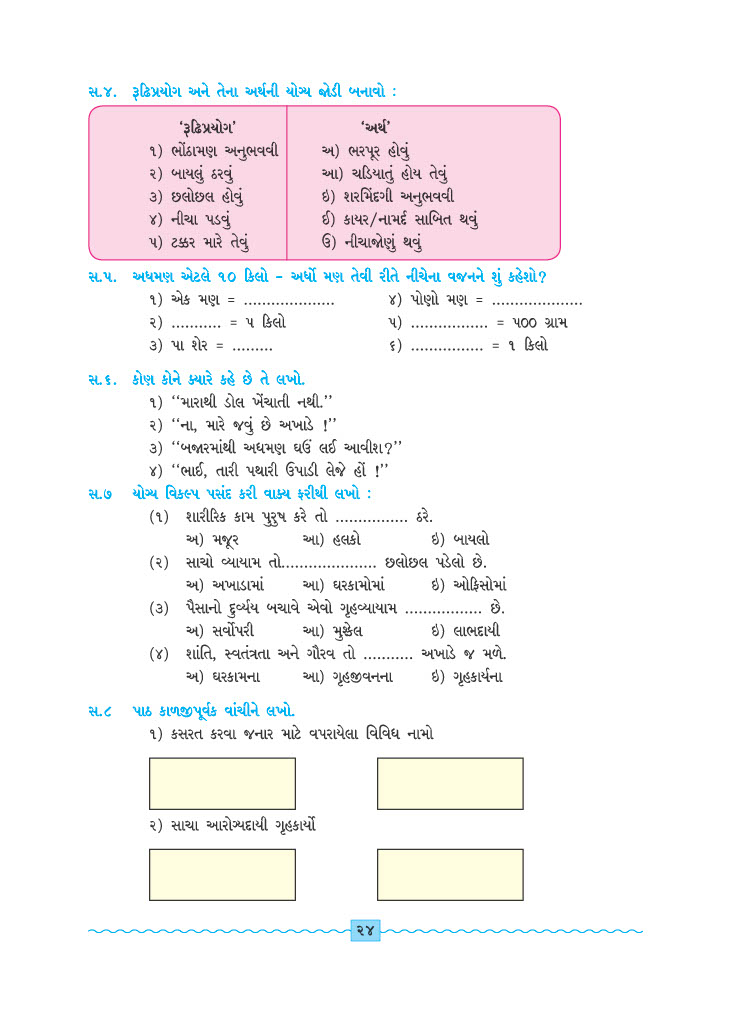 સ.૪. રૂઢિપ્રયોગ અને તેના અર્થની યોગ્ય જોડી બનાવો :
‘રૂઢિપ્રયોગ’ ‘અર્થ’
૧) ભોંઠામણ અનુભવવી અ) ભરપૂર હોવું
૨) બાયલું ઠરવું આ) ચડિયાતું હોય તેવું
૩) છલોછલ હોવું ઇ) શરમિંદગી અનુભવવી
૪) નીચા પડવું ઈ) કાયર/નામર્દ સાબિત થવું
૫) ટક્કર મારે તેવું ઉ) નીચાજોણું થવું
સ.૫. અધમણ એટલે ૧૦ કિલો - અર્ધો મણ તેવી રીતે નીચેના વજનને શું કહેશો?
૧) એક મણ = .................... ૪) પોણો મણ = ....................
૨) ........... = ૫ કિલો ૫) ................. = ૫૦૦ ગ્રામ
૩) પા શેર = ......... ૬) ................ = ૧ કિલો
સ.૬. કોણ કોને ક્યારે કહે છે તે લખો.
૧) ‘‘મારાથી ડોલ ખેંચાતી નથી.’’
૨) ‘‘ના, મારે જવું છે અખાડે !’’
૩) ‘‘બજારમાંથી અધમણ ઘઉં લઈ આવીશ?’’
૪) ‘‘ભાઈ, તારી પથારી ઉપાડી લેજે હોં !’’
સ.૭ યોગ્ય વિકલ્પ પસંદ કરી વાક્ય ફરીથી લખો :
(૧) શારીરિક કામ પુરુષ કરે તો ................ ઠરે.
અ) મજૂર આ) હલકો ઇ) બાયલો
(૨) સાચો વ્યાયામ તો..................... છલોછલ પડેલો છે.
અ) અખાડામાં આ) ઘરકામોમાં ઇ) ઓફિસોમાં
(૩) પૈસાનો દુર્વ્યય બચાવે એવો ગૃહવ્યાયામ ................. છે.
અ) સર્વોપરી આ) મુશ્કેલ ઇ) લાભદાયી
(૪) શાંતિ, સ્વતંત્રતા અને ગૌરવ તો ........... અખાડે જ મળે.
અ) ઘરકામના આ) ગૃહજીવનના ઇ) ગૃહકાર્યના
સ.૮ પાઠ કાળજીપૂર્વક વાંચીને લખો.
૧) કસરત કરવા જનાર માટે વપરાયેલા વિવિધ નામો
૨) સાચા આરોગ્યદાયી ગૃહકાર્યો
૨૪